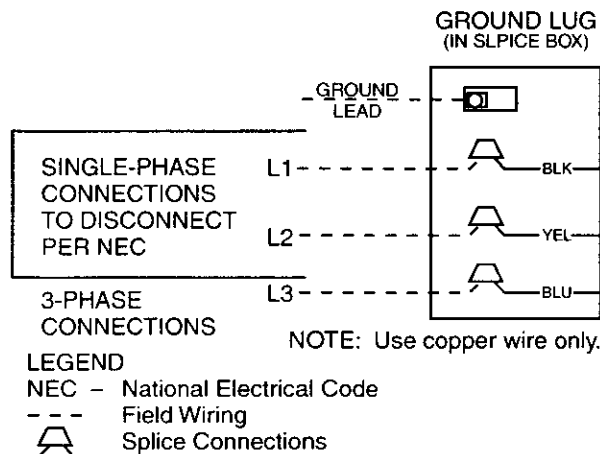 GROUND LUG
(IN SLPICE BOX)
GROUND
LEAD
SINGLE-PHASE
CONNECTIONS
TO DISCONNECT
PER NEC
L1
BLK
L2
YEL
L3
BLU
3-PHASE
CONNECTIONS
NOTE: Use copper wire only.
LEGEND
NEC – National Electrical Code
Field Wiring
Splice Connections